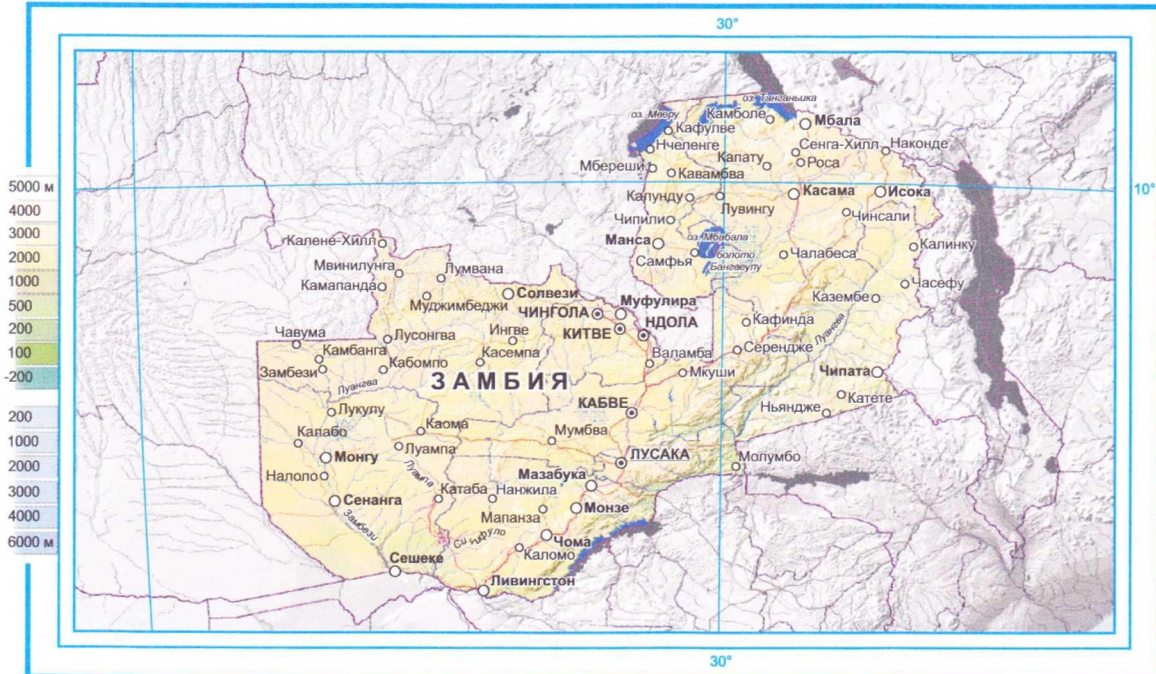 30°
оз. Танганьика
оз. Мверу
Камболе
Мбала
Кафулве
Нчеленге
Сенга-Хилл
Наконде
Мбереши
Капату
Роса
Кавамбва
10°
5000 м
Калунду
Касама
Исока
Лувингу
4000
Чипили
Чинсали
3000
Калене-Хилл
Манса
оз. Мбабала
болото
Бангвеулу
Калинку
2000
Самфья
Чалабеса
Мвинилунга
Лумвана
1000
Камапанда
Солвези
Часефу
Муджимбеджи
Казембе
500
ЧИНГОЛА
Муфулира
200
КИТВЕ
НДОЛА
Кафинда
Луангва
Чавума
Лусонгва
Ингве
100
Камбанга
Касемпа
Валамба
Серендже
-200
Замбези
Кабомпо
ЗАМБИЯ
Мкуши
Чипата
Луангва
Катете
200
Лукулу
КАБВЕ
Ньяндже
Каома
1000
Калабо
Мумбва
Луампа
2000
Монгу
ЛУСАКА
Молумбо
Налоло
Луампа
Мазабука
3000
Сенанга
Катаба
Нанжила
4000
Замбези
Мапанза
Монзе
6000 м
Чома
Каломо
Сешеке
Ливингстон
30°